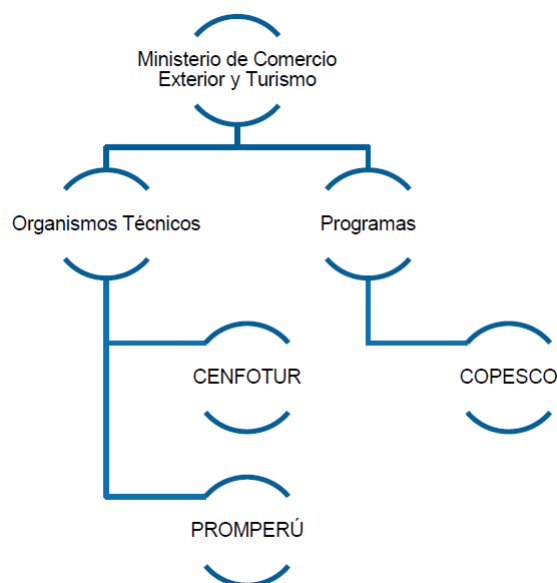 Ministerio de Comercio
Exterior y Turismo
Organismos Técnicos
Programas
CENFOTUR
COPESCO
PROMPERÚ